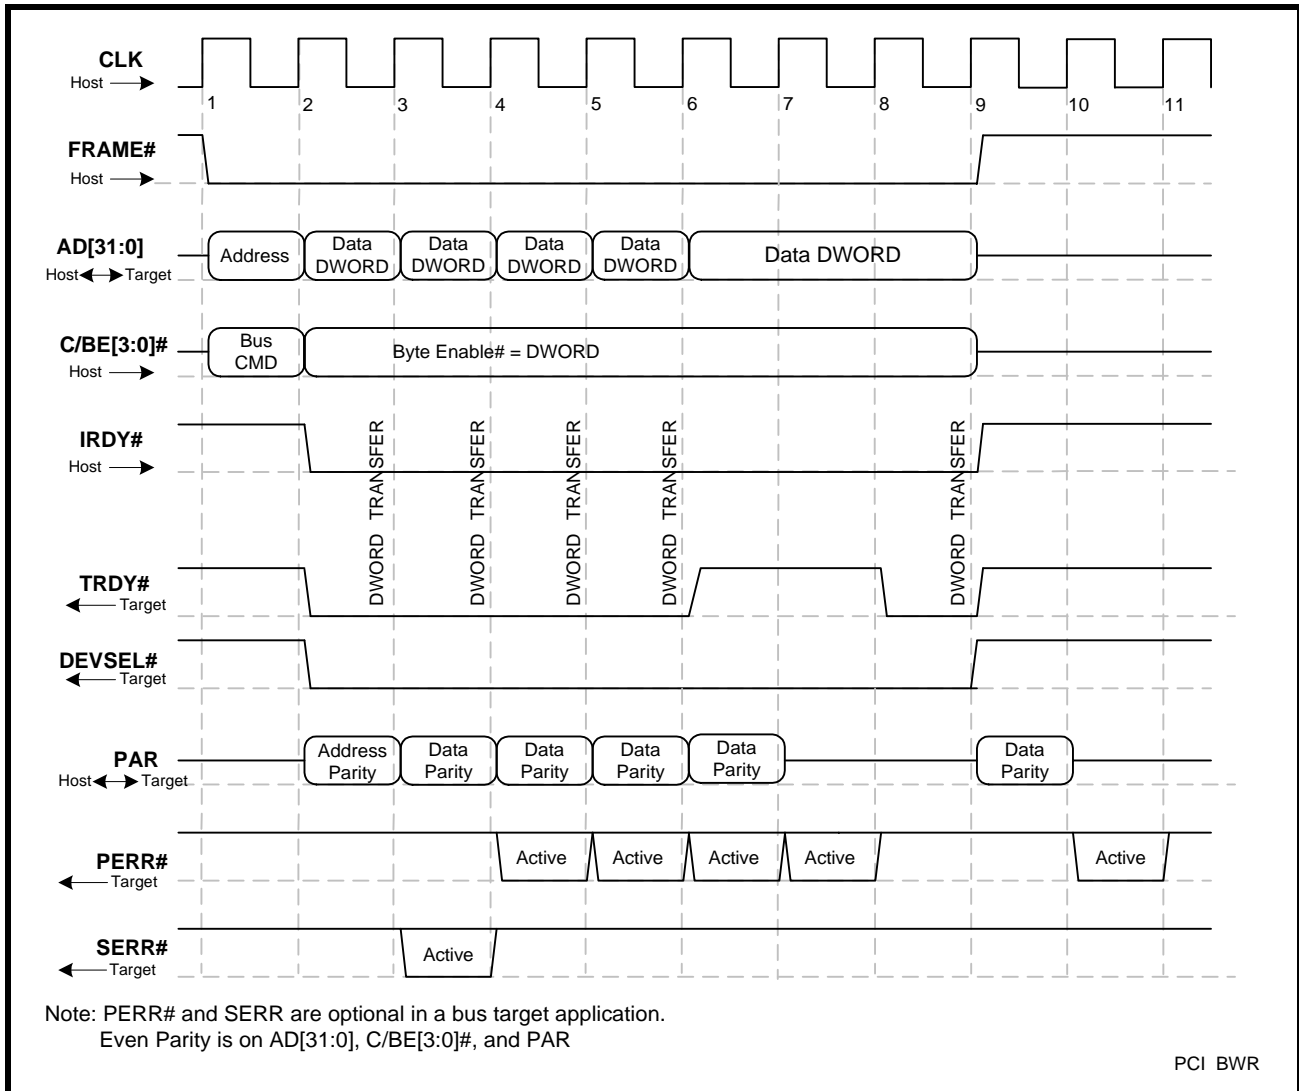 CLK
Host
1 2 3 4 5 6 7 8 9 10 11
FRAME#
Host
AD[31:0]
Host Target
Address
Data
DWORD
Data
DWORD
Data
DWORD
Data
DWORD
Data DWORD
C/BE[3:0]#
Host
Bus
CMD
Byte Enable# = DWORD
IRDY#
Host
DWORD TRANSFER
DWORD TRANSFER
DWORD TRANSFER
DWORD TRANSFER
DWORD TRANSFER
TRDY#
Target
DEVSEL#
Target
PAR
Host Target
Address
Parity
Data
Parity
Data
Parity
Data
Parity
Data
Parity
Data
Parity
PERR#
Target
Active Active Active Active Active
SERR#
Target
Active
Note: PERR# and SERR are optional in a bus target application.
Even Parity is on AD[31:0], C/BE[3:0]#, and PAR
PCI BWR